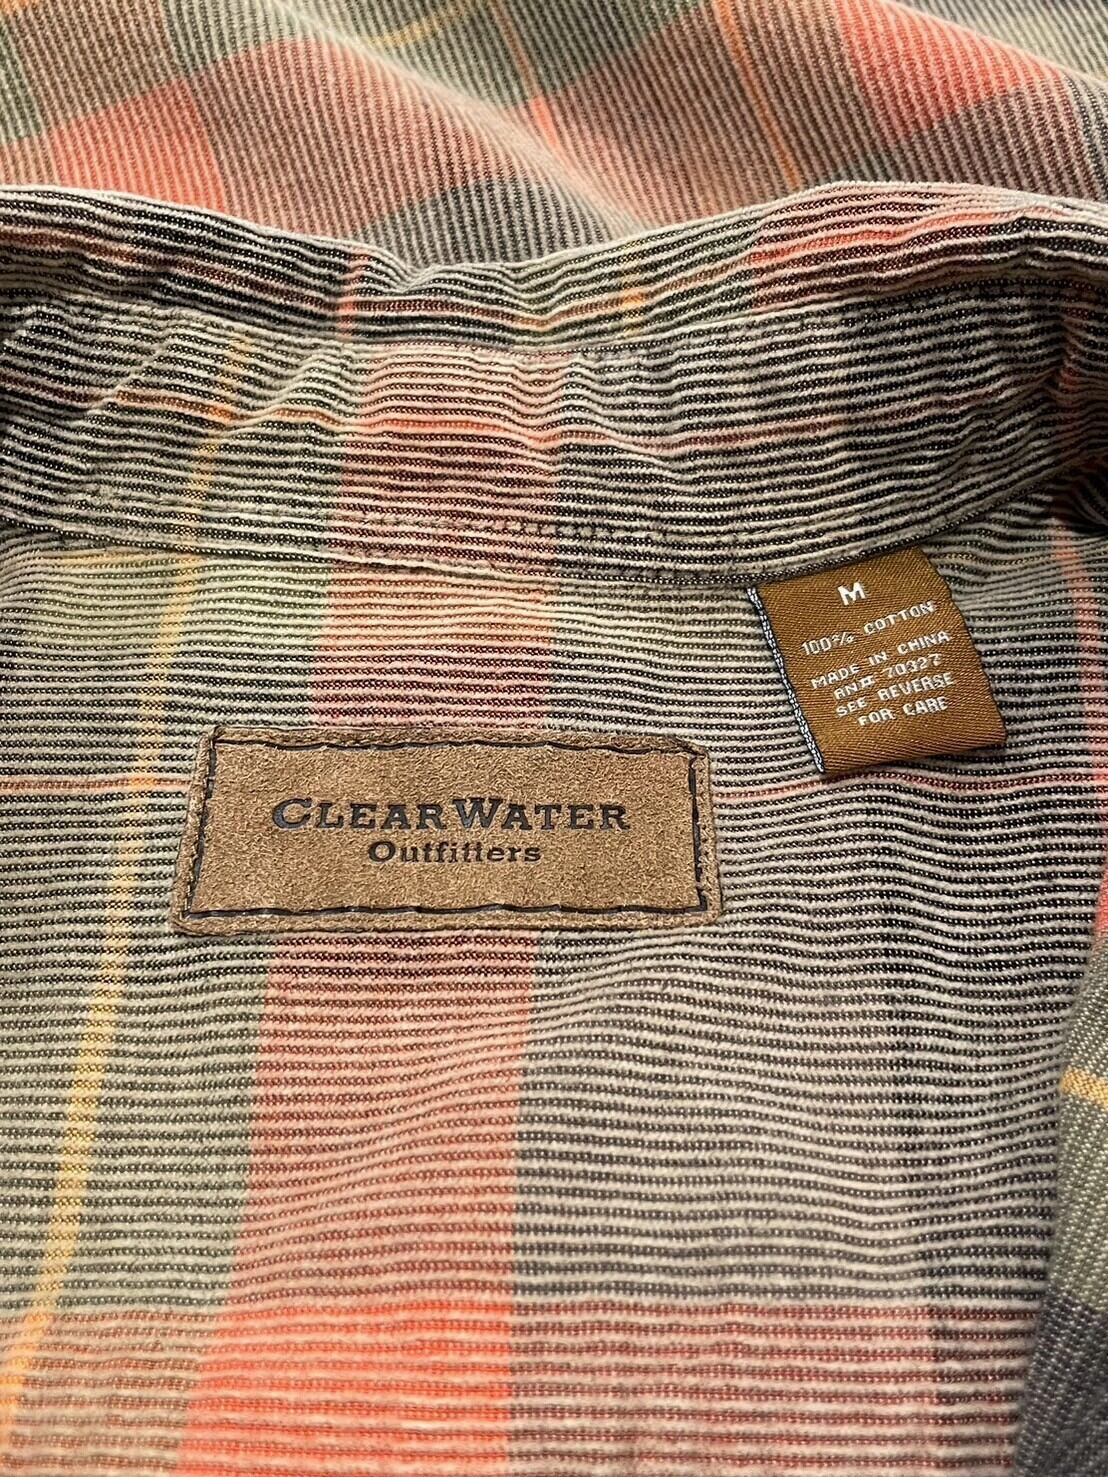 M
100% COTTON
MADE IN CHINA
RN# 70327
SEE REVERSE
FOR CARE
CLEARWATER
Outfitters